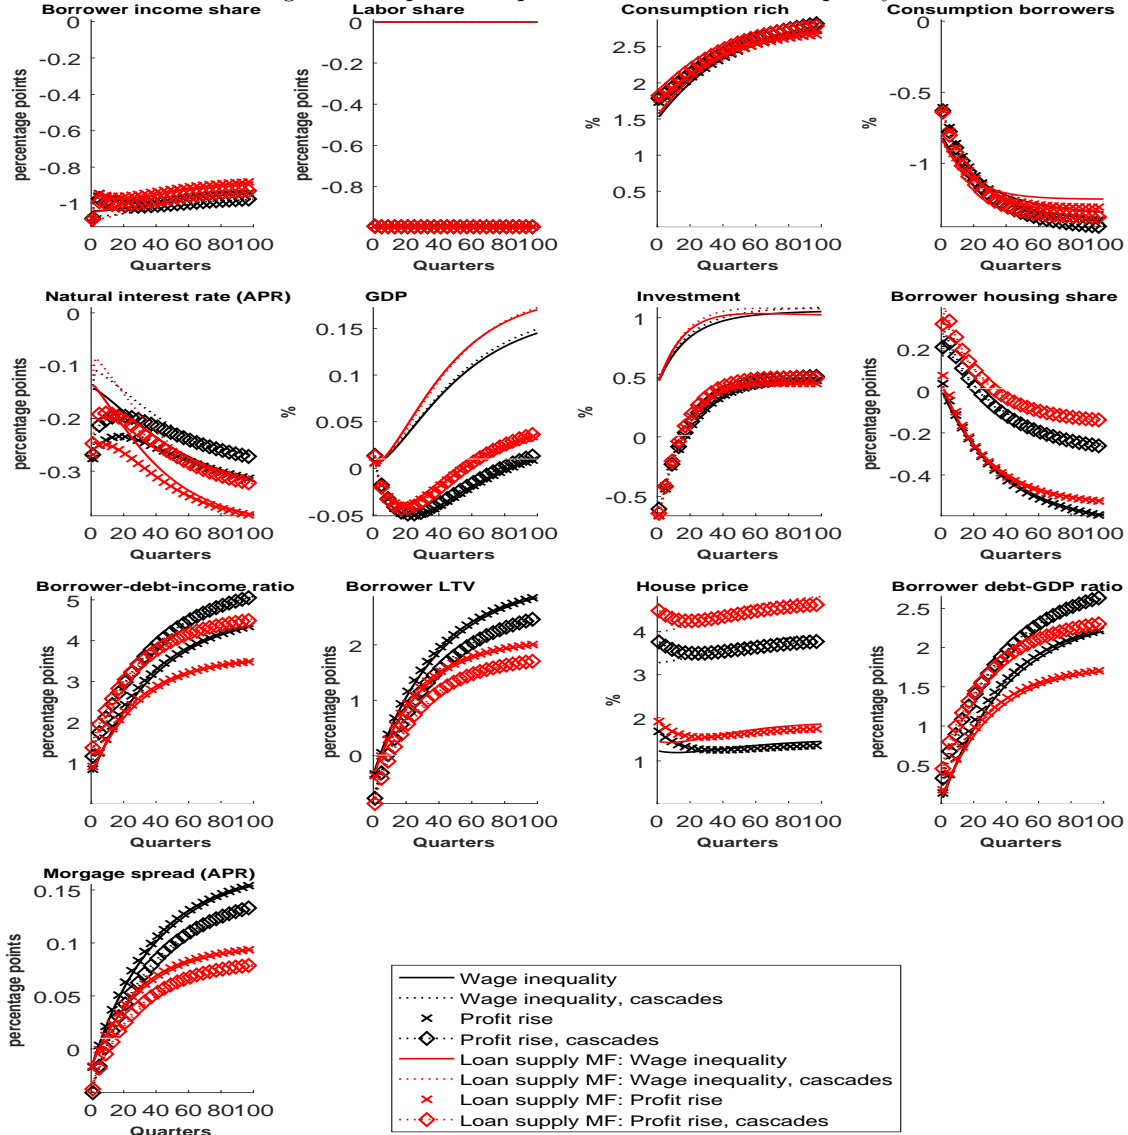 Borrower income share
Labor share
Consumption rich
Consumption borrowers
percentage points
0
-0.2
-0.4
-0.6
-0.8
-1
0 20 40 60 80100
Quarters
percentage points
0
-0.2
-0.4
-0.6
-0.8
0 20 40 60 80100
Quarters
%
2.5
2
1.5
1
0.5
0 20 40 60 80100
Quarters
%
0
-0.5
-1
0 20 40 60 80100
Quarters
Natural interest rate (APR)
GDP
Investment
Borrower housing share
percentage points
0
-0.1
-0.2
-0.3
0 20 40 60 80100
Quarters
%
0.15
0.1
0.05
0
-0.05
0 20 40 60 80100
Quarters
%
1
0.5
0
-0.5
0 20 40 60 80100
Quarters
percentage points
0.2
0
-0.2
-0.4
0 20 40 60 80100
Quarters
Borrower-debt-income ratio
Borrower LTV
House price
Borrower debt-GDP ratio
percentage points
5
4
3
2
1
0 20 40 60 80100
Quarters
percentage points
2
1
0
0 20 40 60 80100
Quarters
%
4
3
2
1
0 20 40 60 80100
Quarters
percentage points
2.5
2
1.5
1
0.5
0 20 40 60 80100
Quarters
Morgage spread (APR)
percentage points
0.15
0.1
0.05
0
0 20 40 60 80100
Quarters
Wage inequality
Wage inequality, cascades
Profit rise
Profit rise, cascades
Loan supply MF: Wage inequality
Loan supply MF: Wage inequality, cascades
Loan supply MF: Profit rise
Loan supply MF: Profit rise, cascades